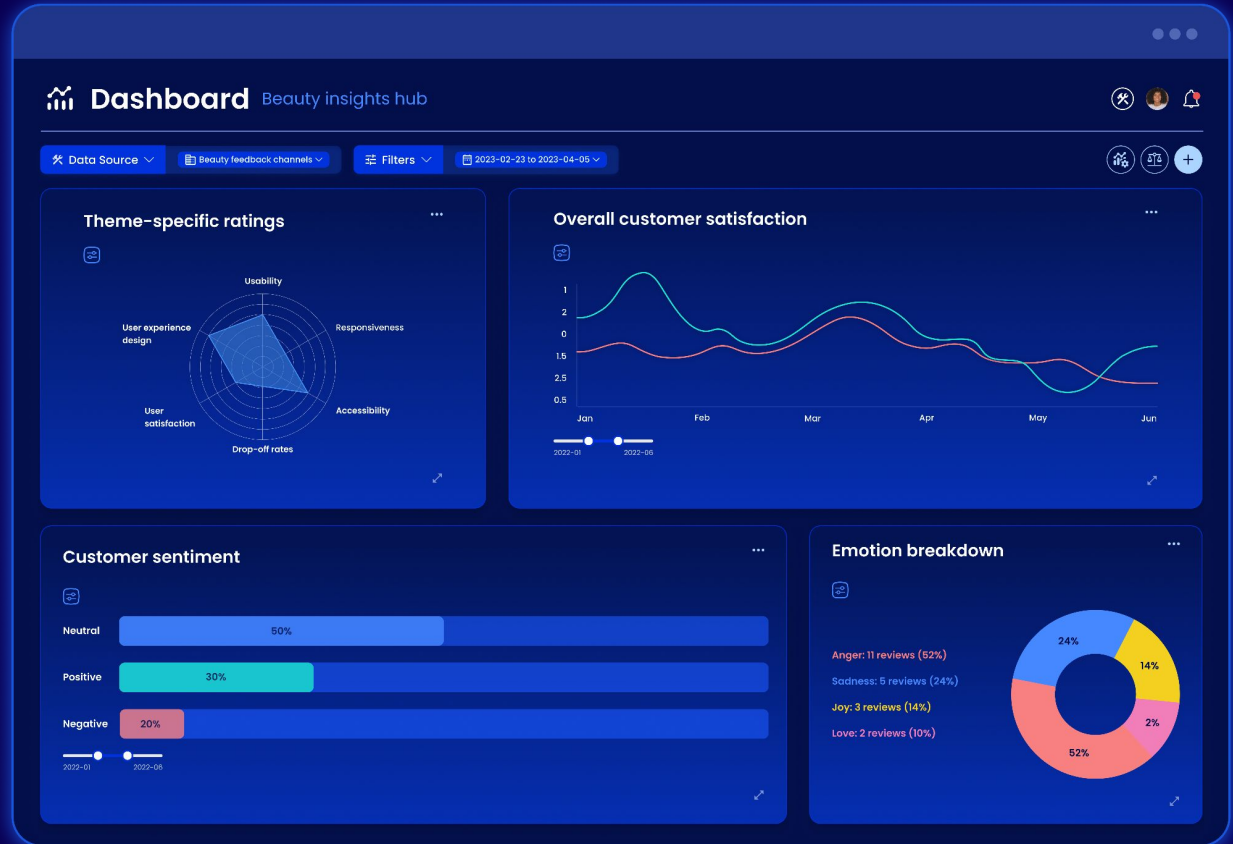 Dashboard Beauty insights hub
Data Source Beauty feedback channels Filters 2023-02-23 to 2023-04-05
Theme-specific ratings
Usability
User experience
design
Responsiveness
User
satisfaction
Accessibility
Drop-off rates
Overall customer satisfaction
1
2
0
1.5
2.5
0.5
Jan Feb Mar Apr May Jun
2022-01 2022-06
Customer sentiment
Neutral 50%
Positive 30%
Negative 20%
2022-01 2022-06
Emotion breakdown
Anger: 11 reviews (52%)
Sadness: 5 reviews (24%)
Joy: 3 reviews (14%)
Love: 2 reviews (10%)
24%
14%
2%
52%